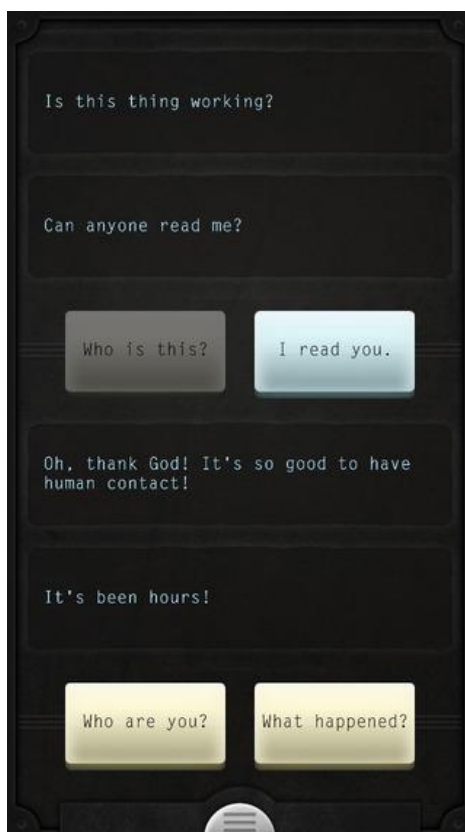 Is this thing working?
Can anyone read me?
Who is this?
I read you.
Oh, thank God! It's so good to have
human contact!
It's been hours!
Who are you?
What happened?